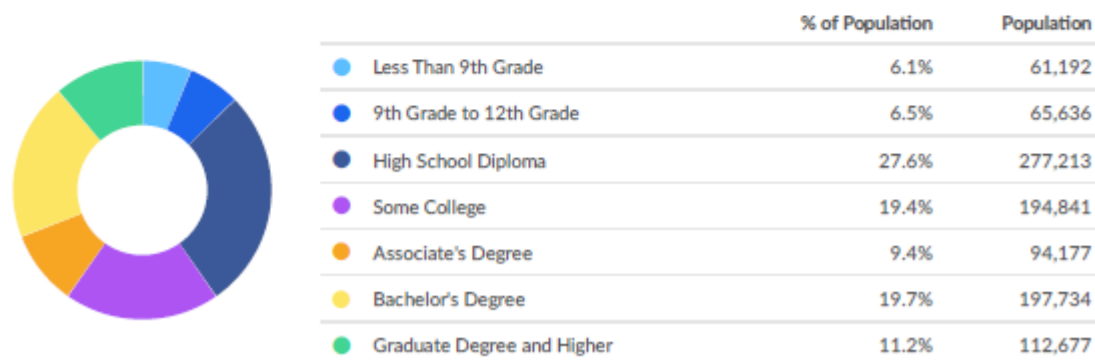 % of Population Population
Less Than 9th Grade 6.1% 61,192
9th Grade to 12th Grade 6.5% 65,636
High School Diploma 27.6% 277,213
Some College 19.4% 194,841
Associate's Degree 9.4% 94,177
Bachelor's Degree 19.7% 197,734
Graduate Degree and Higher 11.2% 112,677